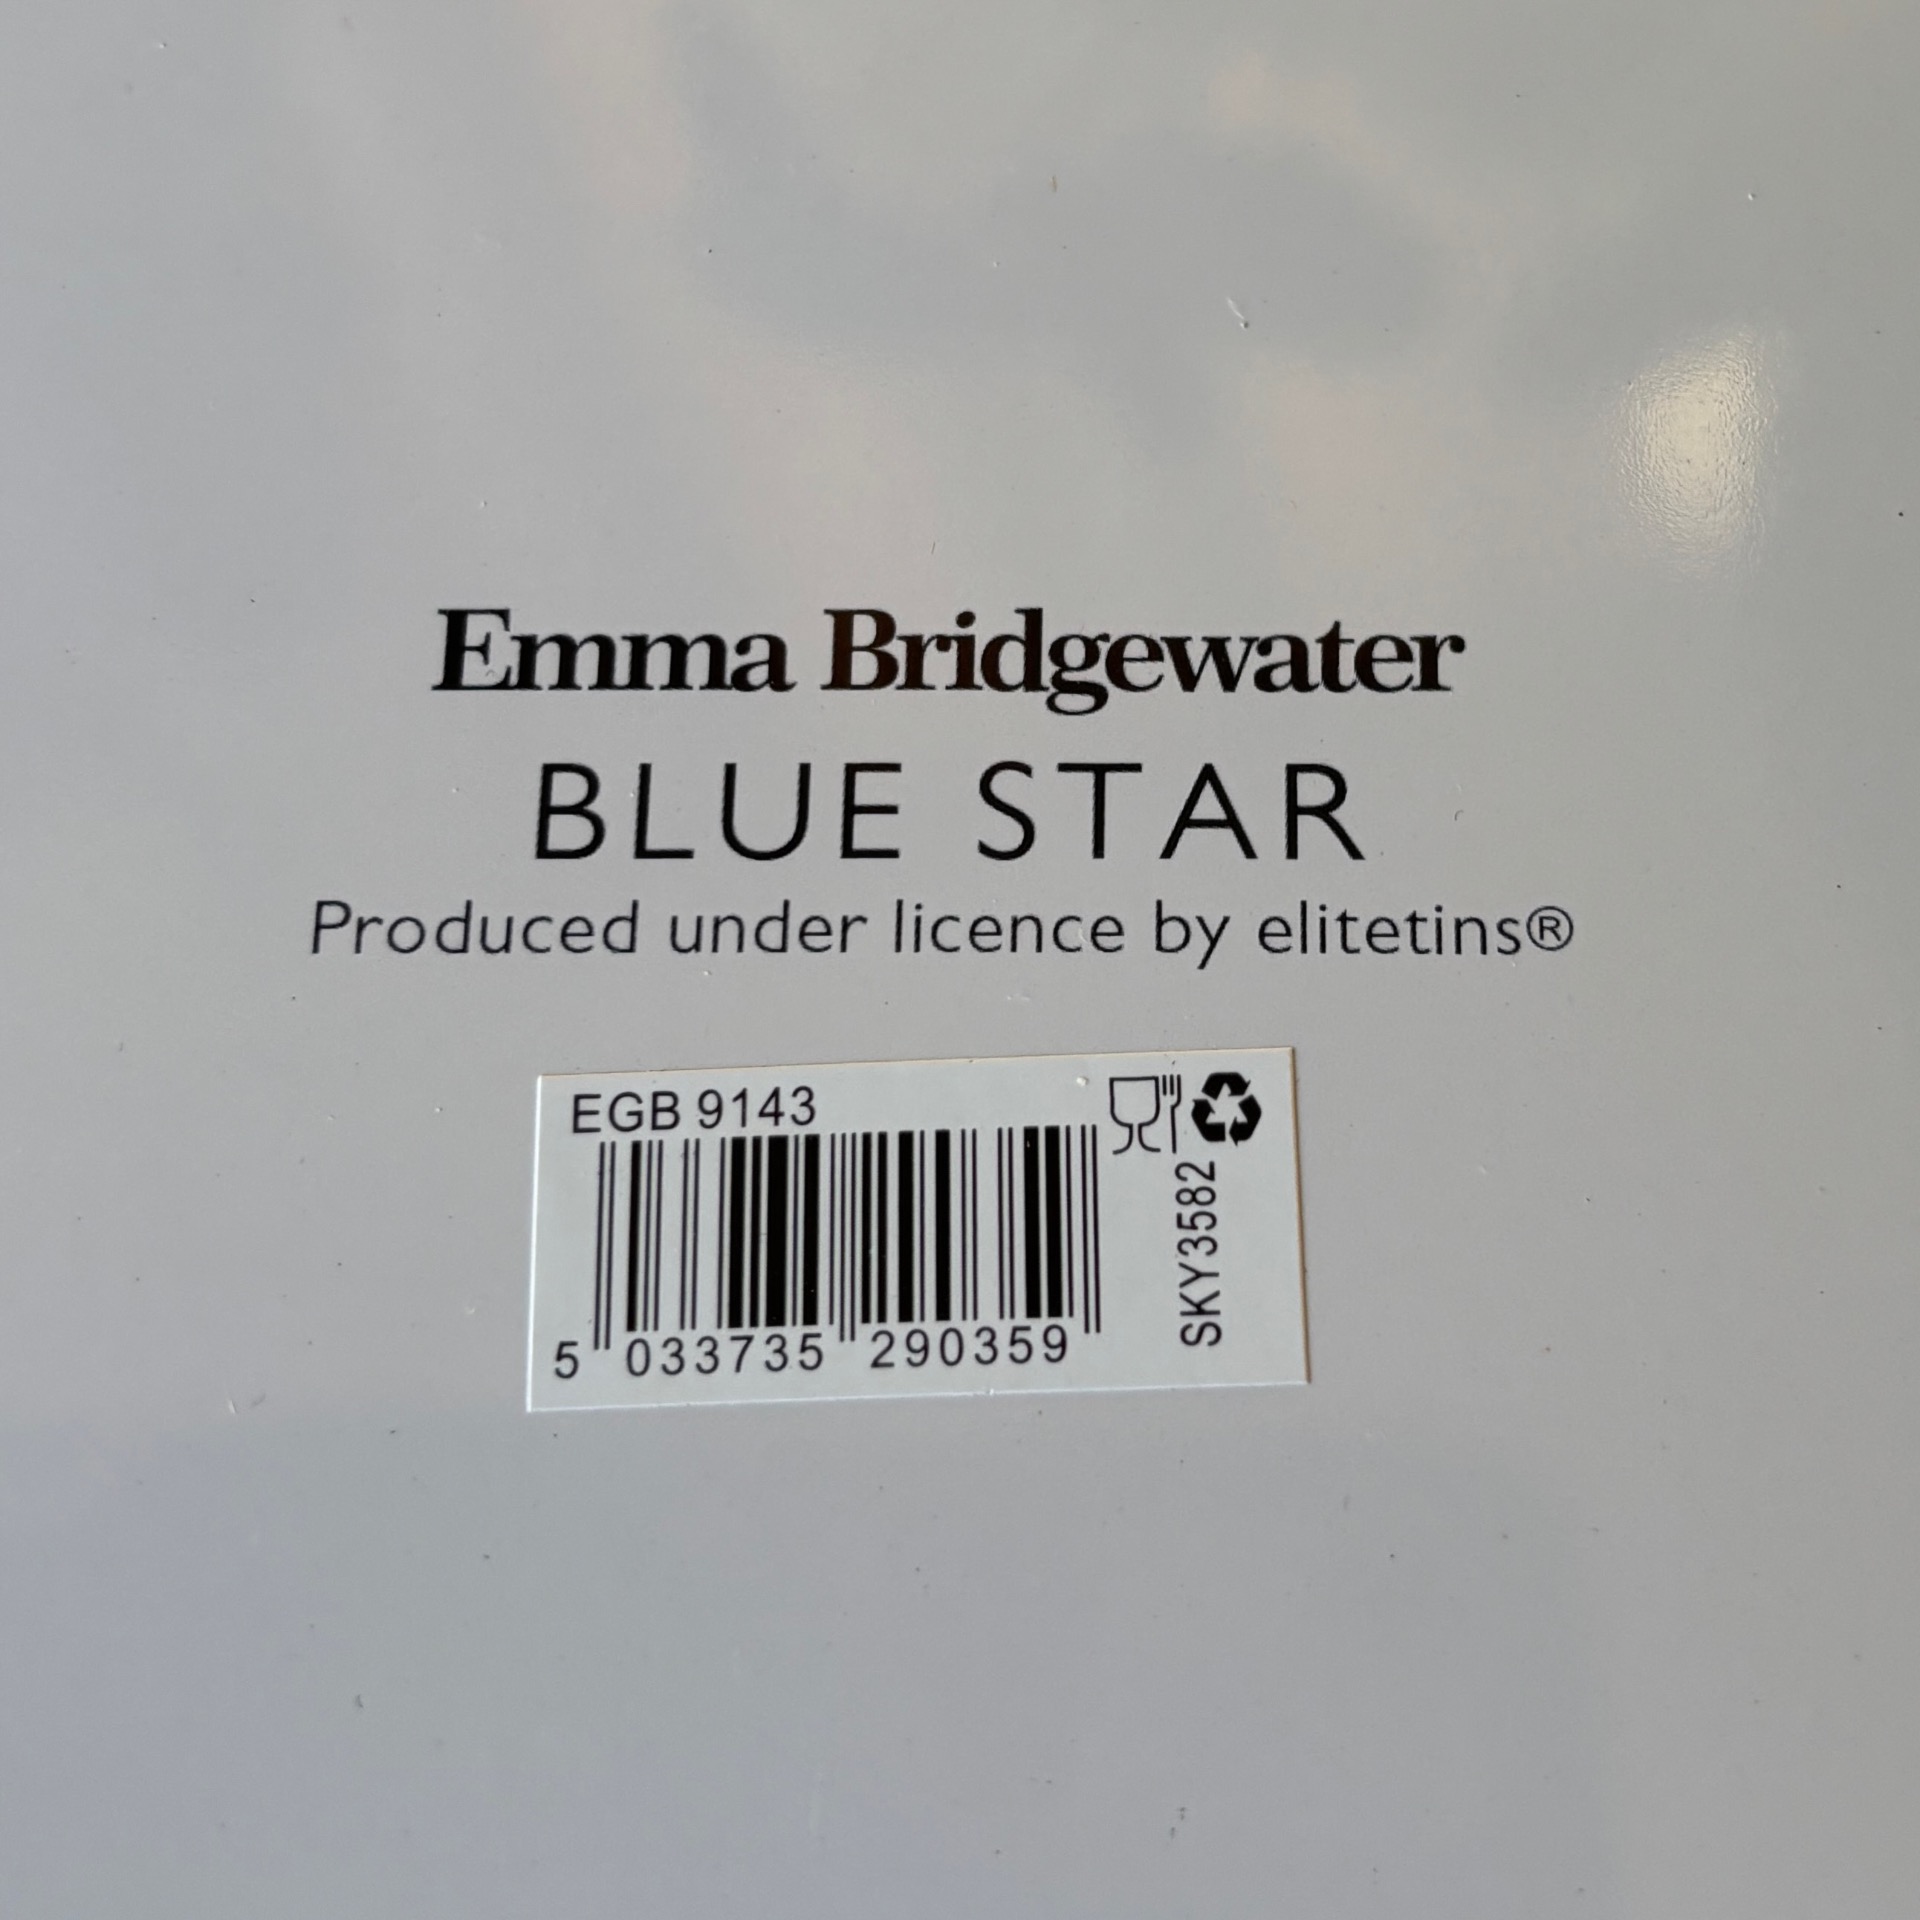 Emma Bridgewater
BLUE STAR
Produced under licence by elitetins®
EGB 9143
SKY3582
5 033735 290359